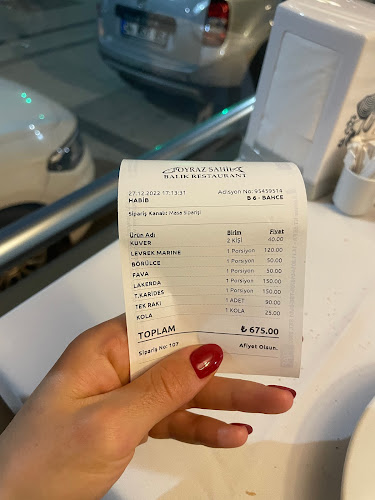 POYRAZ SAHİL
BALIK RESTAURANT
27.12.2022 17:13:31 Adisyon No: 95459514
HABİB B 6 - BAHCE
Sipariş Kanalı: Masa Siparişi
Ürün Adı Birim Fiyat
KUVER 2 KİŞİ 40.00
LEVREK MARINE 1 Porsiyon 120.00
BÖRÜLCE 1 Porsiyon 50.00
FAVA 1 Porsiyon 50.00
LAKERDA 1 Porsiyon 150.00
T.KARİDES 1 Porsiyon 150.00
TEK RAKI 1 ADET 90.00
KOLA 1 KOLA 25.00
TOPLAM ₺ 675.00
Sipariş No: 107 Afiyet Olsun.